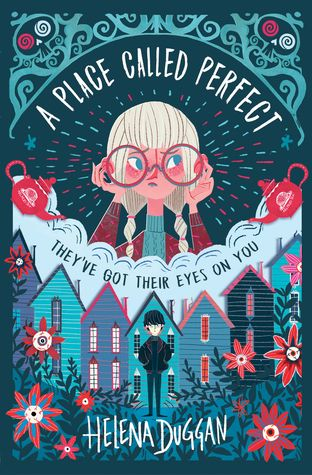 A PLACE CALLED PERFECT
THEY'VE GOT THEIR EYES ON YOU
HELENA DUGGAN